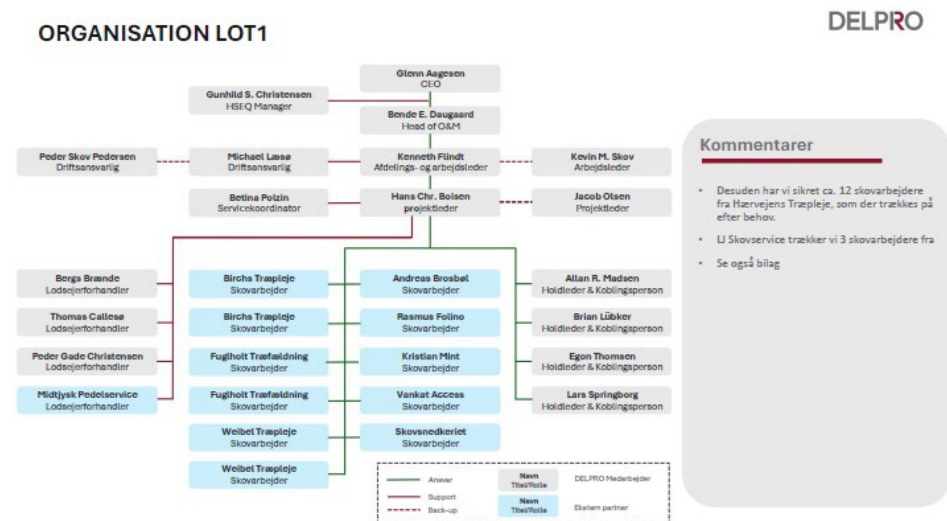 ORGANISATION LOT1
DELPRO
Glenn Aagesen
CEO
Gunhild S. Christensen
HSEQ Manager
Bende E. Daugaard
Head of O&M
Peder Skov Pedersen
Driftsansvarlig
Michael Læsø
Driftsansvarlig
Kenneth Flindt
Afdelings- og arbejdsleder
Kevin M. Skov
Arbejdsleder
Betina Polzin
Servicekoordinator
Hans Chr. Boisen
projektleder
Jacob Olsen
Projektleder
Bergs Brænde
Lodsejerforhandler
Thomas Callesø
Lodsejerforhandler
Peder Gade Christensen
Lodsejerforhandler
Midtjysk Pedelservice
Lodsejerforhandler
Birchs Træpleje
Skovarbejder
Birchs Træpleje
Skovarbejder
Fuglholt Træfældning
Skovarbejder
Fuglholt Træfældning
Skovarbejder
Weibel Træpleje
Skovarbejder
Weibel Træpleje
Skovarbejder
Andreas Brosbøl
Skovarbejder
Rasmus Folino
Skovarbejder
Kristian Mint
Skovarbejder
Vankat Access
Skovarbejder
Skovsnedkeriet
Skovarbejder
Allan R. Madsen
Holdleder & Koblingsperson
Brian Lübker
Holdleder & Koblingsperson
Egon Thomsen
Holdleder & Koblingsperson
Lars Springborg
Holdleder & Koblingsperson
Ansvar
Support
Back-up
Navn
Titel/Rolle
DELPRO Medarbejder
Navn
Titel/Rolle
Ekstern partner
Kommentarer
• Desuden har vi sikret ca. 12 skovarbejdere
fra Hærvejens Træpleje, som der trækkes på
efter behov.
• LJ Skovservice trækker vi 3 skovarbejdere fra
• Se også bilag